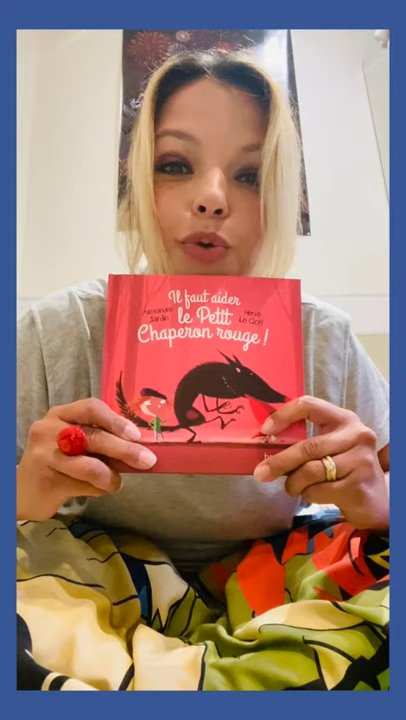 Il faut aider
Alexandre
Jardin
le Petit
Hervé
Le Goff
Chaperon rouge !